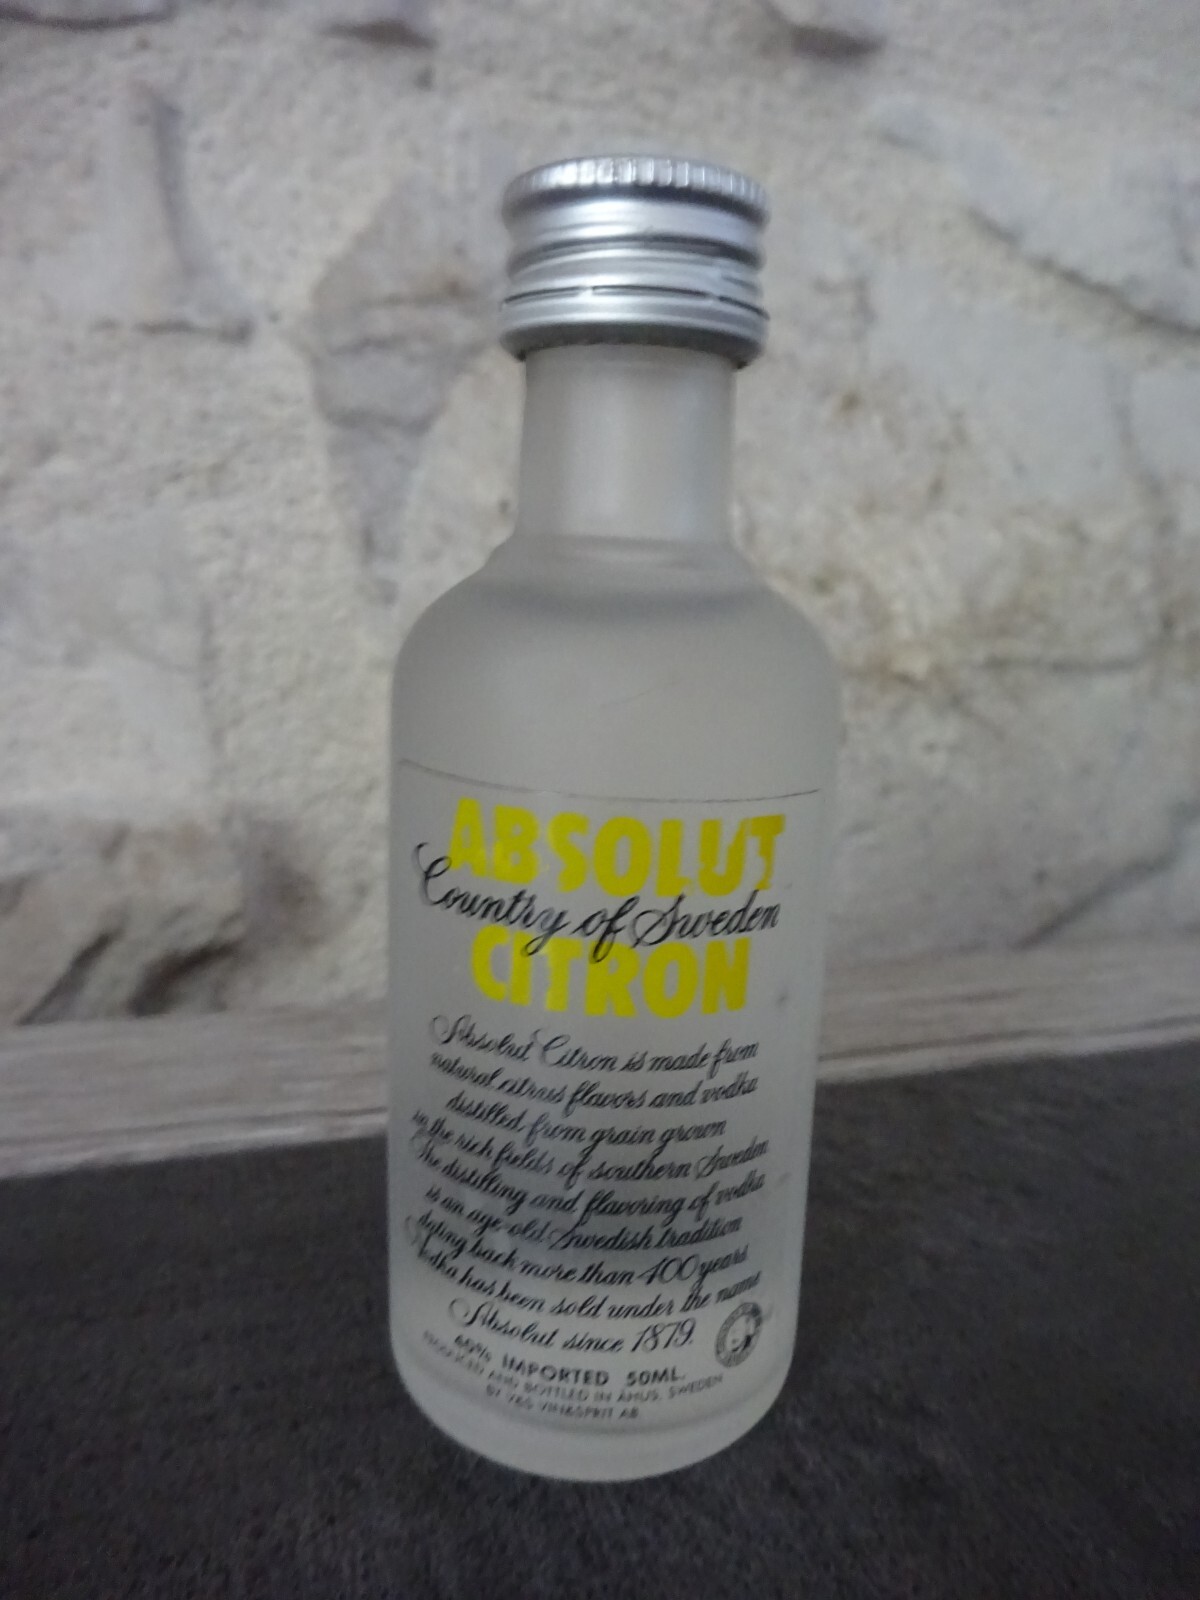 ABSOLUT
Country of Sweden
CITRON
Absolut Citron is made from
natural citrus flavors and vodka
distilled from grain grown
in the rich fields of southern Sweden.
The distilling and flavoring of vodka
is an age-old Swedish tradition
dating back more than 400 years.
Vodka has been sold under the name
Absolut since 1879.
IMPORTED 50ML.
PRODUCED AND BOTTLED IN ÅHUS, SWEDEN
BY V&S VIN&SPRIT AB